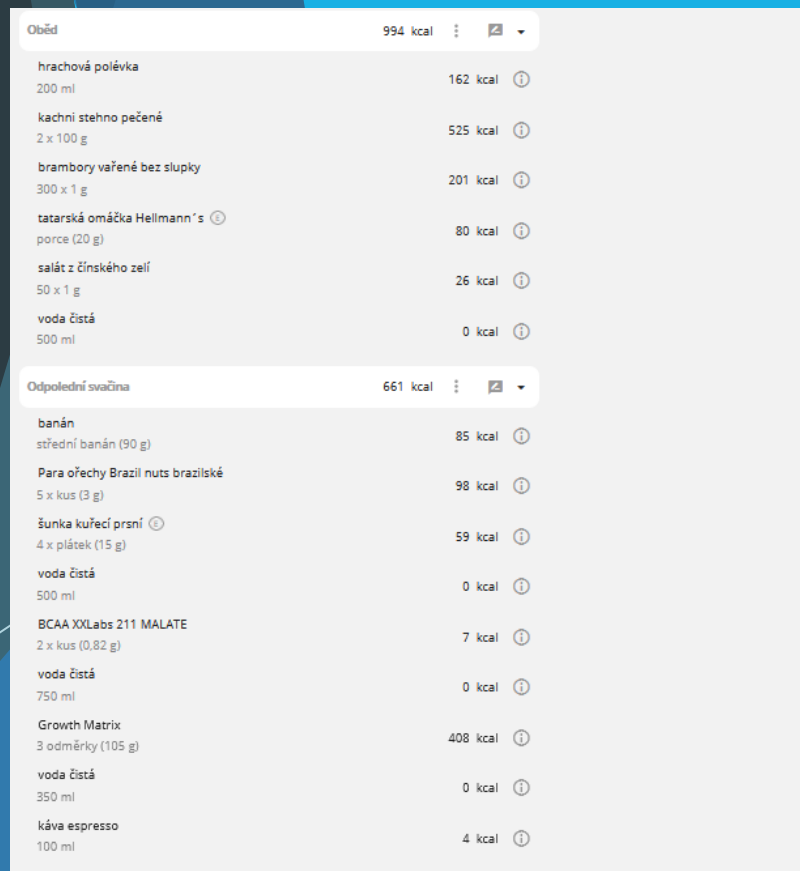 Oběd 994 kcal
hrachová polévka
200 ml 162 kcal
kachni stehno pečené
2 x 100 g 525 kcal
brambory vařené bez slupky
300 x 1 g 201 kcal
tatarská omáčka Hellmann´s E
porce (20 g) 80 kcal
salát z čínského zelí
50 x 1 g 26 kcal
voda čistá
500 ml 0 kcal
Odpolední svačina 661 kcal
banán
střední banán (90 g) 85 kcal
Para ořechy Brazil nuts brazilské
5 x kus (3 g) 98 kcal
šunka kuřecí prsní E
4 x plátek (15 g) 59 kcal
voda čistá
500 ml 0 kcal
BCAA XXLabs 211 MALATE
2 x kus (0,82 g) 7 kcal
voda čistá
750 ml 0 kcal
Growth Matrix
3 odměrky (105 g) 408 kcal
voda čistá
350 ml 0 kcal
káva espresso
100 ml 4 kcal